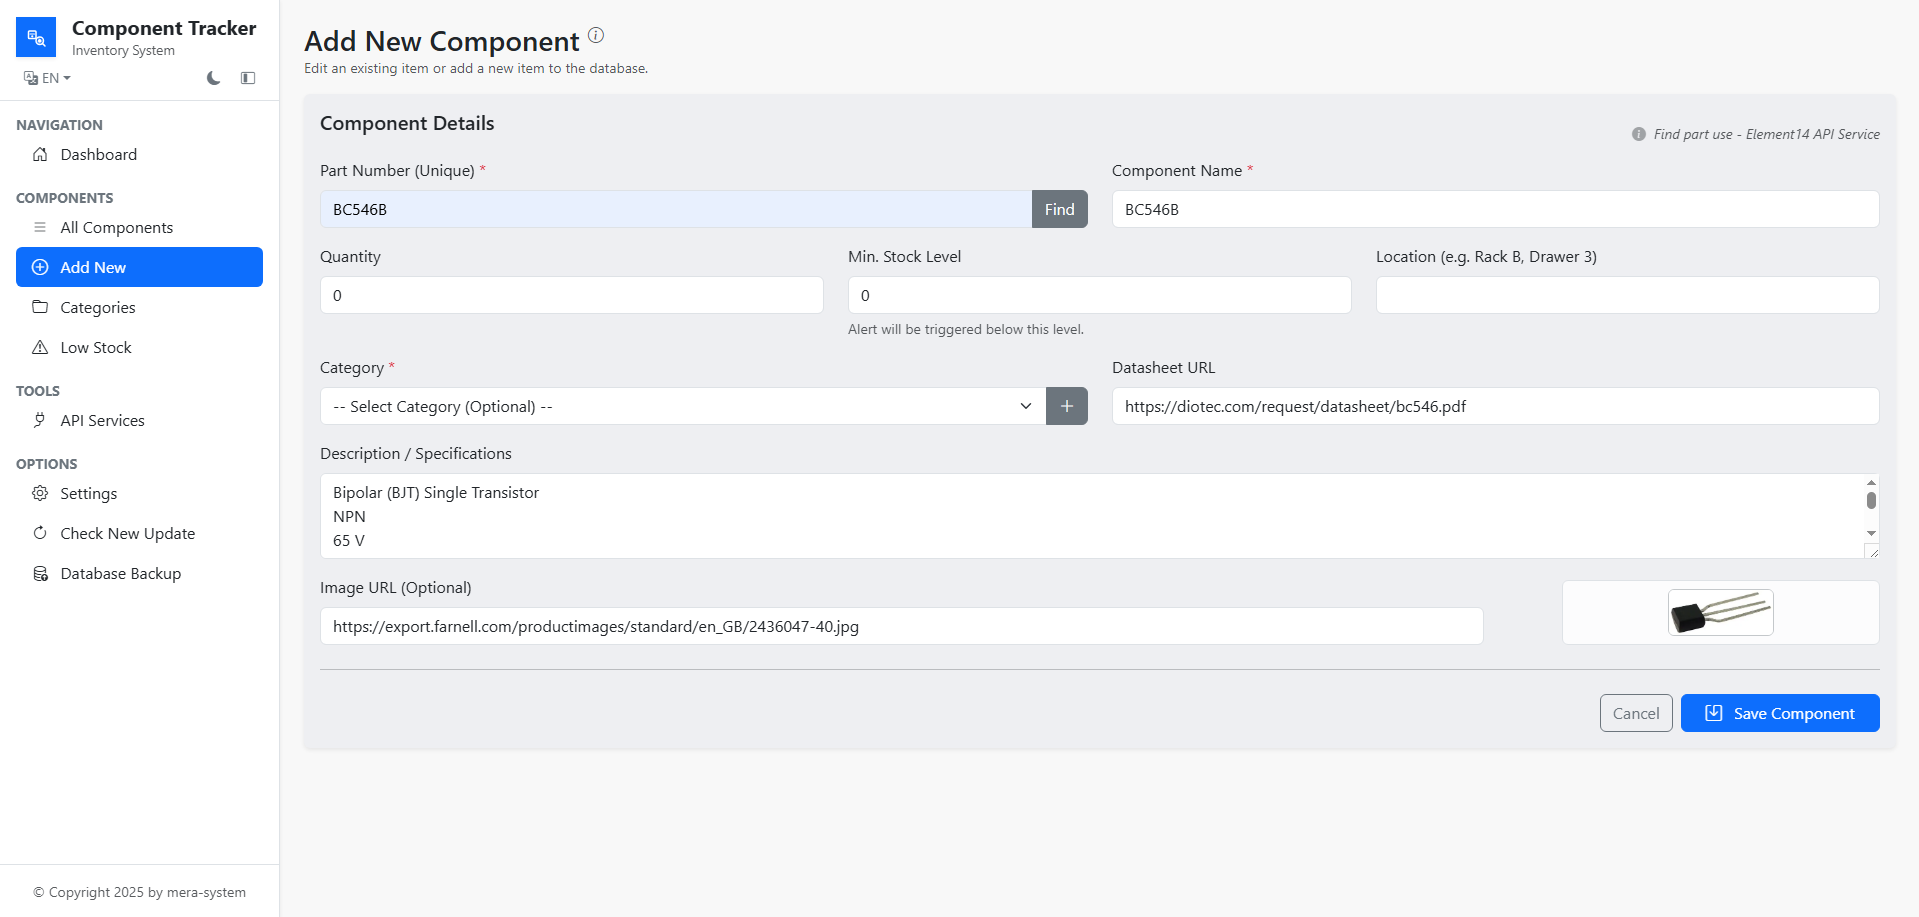 Component Tracker
Inventory System
EN
NAVIGATION
Dashboard
COMPONENTS
All Components
Add New
Categories
Low Stock
TOOLS
API Services
OPTIONS
Settings
Check New Update
Database Backup
© Copyright 2025 by mera-system
Add New Component
Edit an existing item or add a new item to the database.
Component Details
Find part use - Element14 API Service
Part Number (Unique) *
BC546B
Find
Component Name *
BC546B
Quantity
0
Min. Stock Level
0
Alert will be triggered below this level.
Location (e.g. Rack B, Drawer 3)
Category *
-- Select Category (Optional) --
+
Datasheet URL
https://diotec.com/request/datasheet/bc546.pdf
Description / Specifications
Bipolar (BJT) Single Transistor
NPN
65 V
Image URL (Optional)
https://export.farnell.com/productimages/standard/en_GB/2436047-40.jpg
Cancel
Save Component